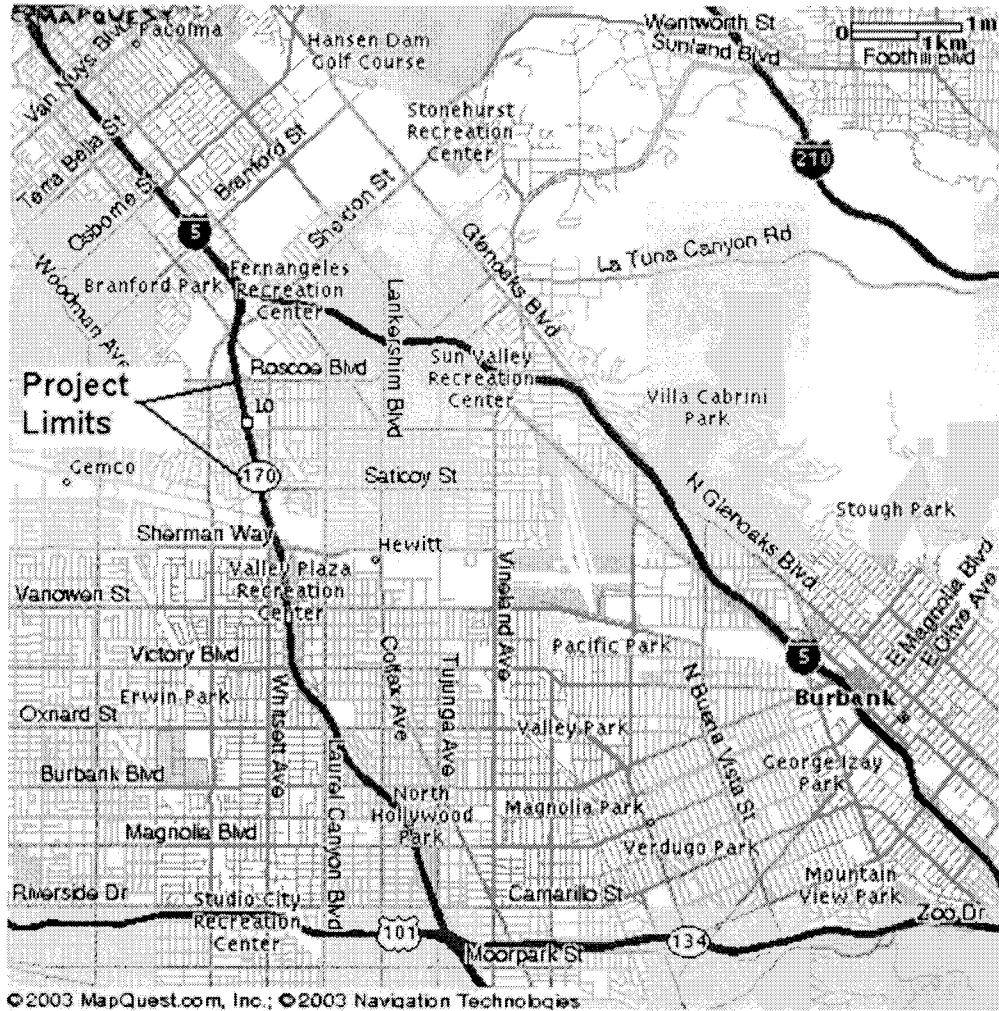 MAPQUEST
Pacoima
Van Nuys Blvd
Hansen Dam
Golf Course
Wentworth St
Sunland Blvd
0
1m
1km
Foothill Blvd
Terra Bella St
Osborne St
Branford St
Stonehurst
Recreation
Center
210
Sheldon St
5
Glenoaks Blvd
La Tuna Canyon Rd
Woodman Ave
Branford Park
Fernangeles
Recreation
Center
Lankershim Blvd
Roscoe Blvd
Sun Valley
Recreation
Center
Project
Limits
Villa Cabrini
Park
Gemco
170
Saticoy St
N Glenoaks Blvd
Stough Park
Sherman Way
Hewitt
Valley Plaza
Recreation
Center
Vanowen St
Vineland Ave
E Magnolia Blvd
E Olive Ave
Victory Blvd
Colfax Ave
Tujunga Ave
Pacific Park
5
Burbank
Erwin Park
Whitsett Ave
N Buena Vista St
Oxnard St
Valley Park
Burbank Blvd
Laurel Canyon Blvd
George Izay
Park
North
Hollywood
Park
Magnolia Park
Magnolia Blvd
Verdugo Park
Riverside Dr
Studio City
Recreation
Center
Camarillo St
Mountain
View Park
101
134
Zoo Dr
Moorpark St
©2003 MapQuest.com, Inc.; ©2003 Navigation Technologies